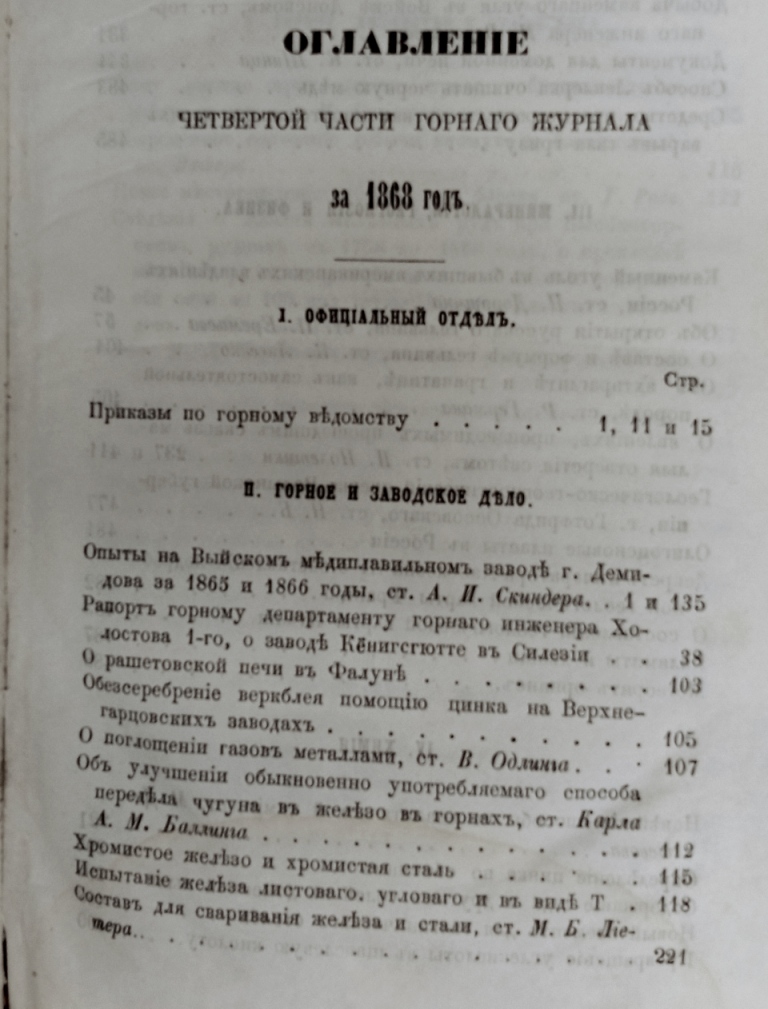 ОГЛАВЛЕНІЕ
ЧЕТВЕРТОЙ ЧАСТИ ГОРНАГО ЖУРНАЛА
за 1868 годъ.
I. ОФИЦІАЛЬНЫЙ ОТДѢЛЪ.
Стр.
Приказы по горному вѣдомству . . . . . 1, 11 и 15
II. ГОРНОЕ И ЗАВОДСКОЕ ДѢЛО.
Опыты на Выйскомъ мѣдиплавильномъ заводѣ г. Деми-
дова за 1865 и 1866 годы, ст. А. П. Скиндера. . 1 и 135
Рапортъ горному департаменту горнаго инженера Хо-
лостова 1-го, о заводѣ Кёнигсгютте въ Силезіи . . 38
О рашетовской печи въ Фалунѣ . . . . . . . 103
Обезсеребреніе веркблея помощію цинка на Верхне-
гарцовскихъ заводахъ . . . . . . . . . . 105
О поглощеніи газовъ металлами, ст. В. Одлинга . . . 107
Объ улучшеніи обыкновенно употребляемаго способа
передѣла чугуна въ желѣзо въ горнахъ, ст. Карла
А. М. Баллинга . . . . . . . . . . . . . 112
Хромистое желѣзо и хромистая сталь . . . . . 115
Испытаніе желѣза листоваго. угловаго и въ видѣ Т . 118
Составъ для свариванія желѣза и стали, ст. М. Б. Ліе-
тера . . . . . . . . . . . . . . . . . 221